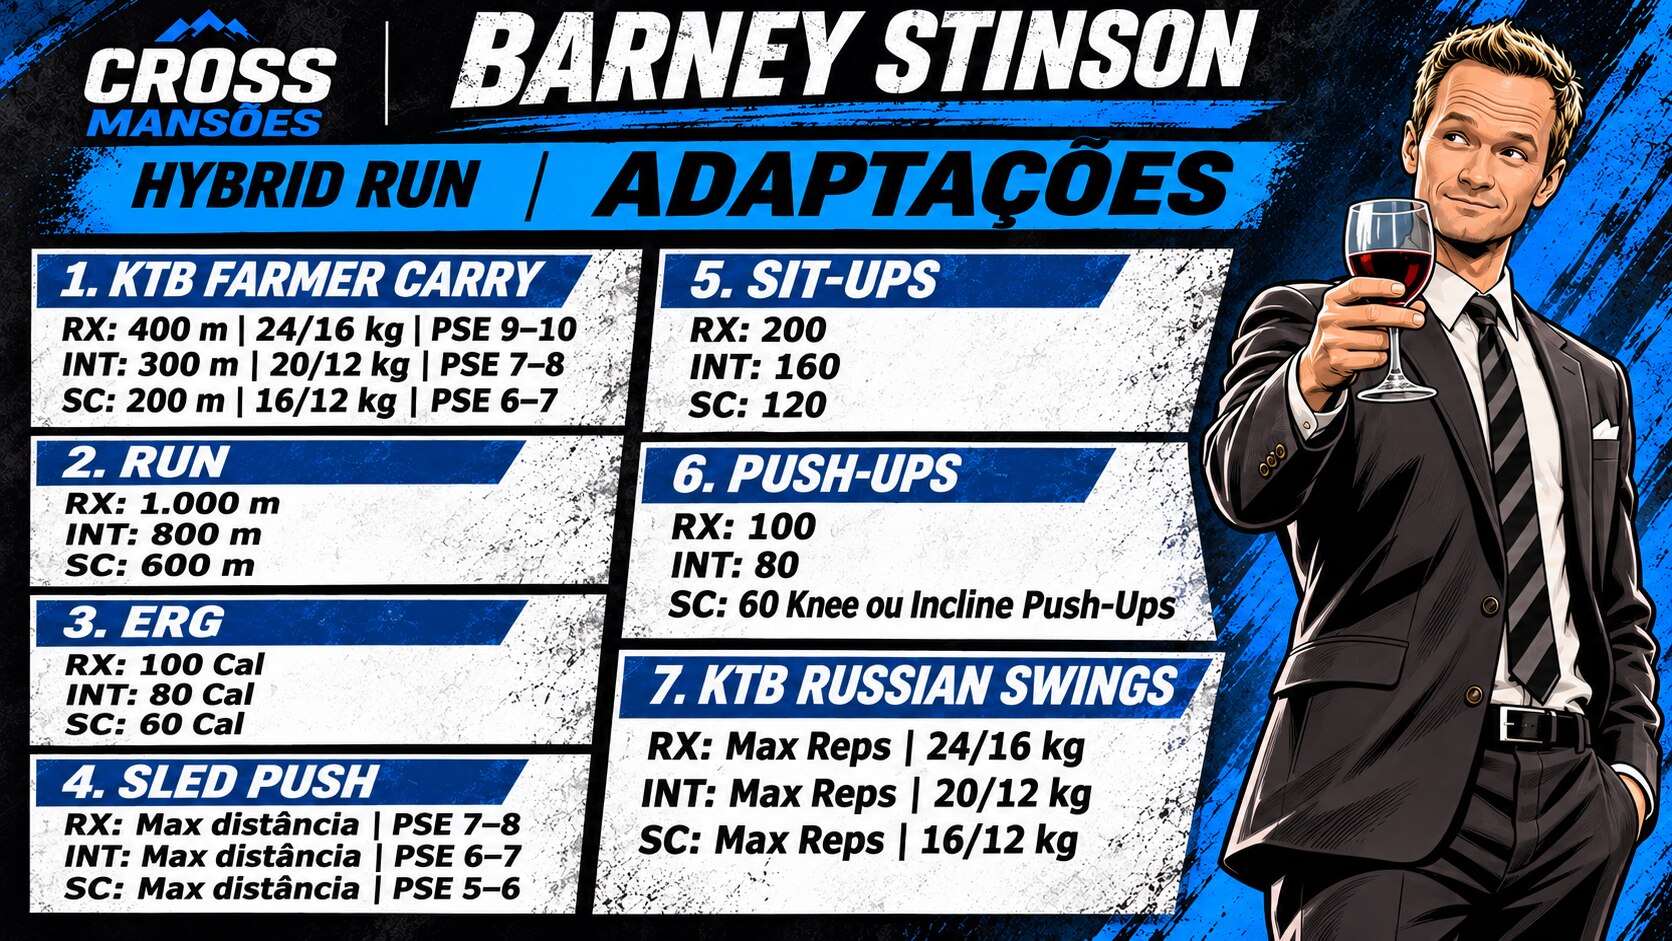 CROSS
MANSÕES
BARNEY STINSON
HYBRID RUN | ADAPTAÇÕES
1. KTB FARMER CARRY
RX: 400 m | 24/16 kg | PSE 9–10
INT: 300 m | 20/12 kg | PSE 7–8
SC: 200 m | 16/12 kg | PSE 6–7
2. RUN
RX: 1.000 m
INT: 800 m
SC: 600 m
3. ERG
RX: 100 Cal
INT: 80 Cal
SC: 60 Cal
4. SLED PUSH
RX: Max distância | PSE 7–8
INT: Max distância | PSE 6–7
SC: Max distância | PSE 5–6
5. SIT-UPS
RX: 200
INT: 160
SC: 120
6. PUSH-UPS
RX: 100
INT: 80
SC: 60 Knee ou Incline Push-Ups
7. KTB RUSSIAN SWINGS
RX: Max Reps | 24/16 kg
INT: Max Reps | 20/12 kg
SC: Max Reps | 16/12 kg